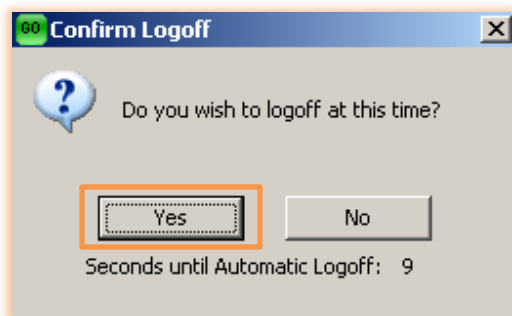 GO Confirm Logoff
Do you wish to logoff at this time?
Yes No
Seconds until Automatic Logoff: 9